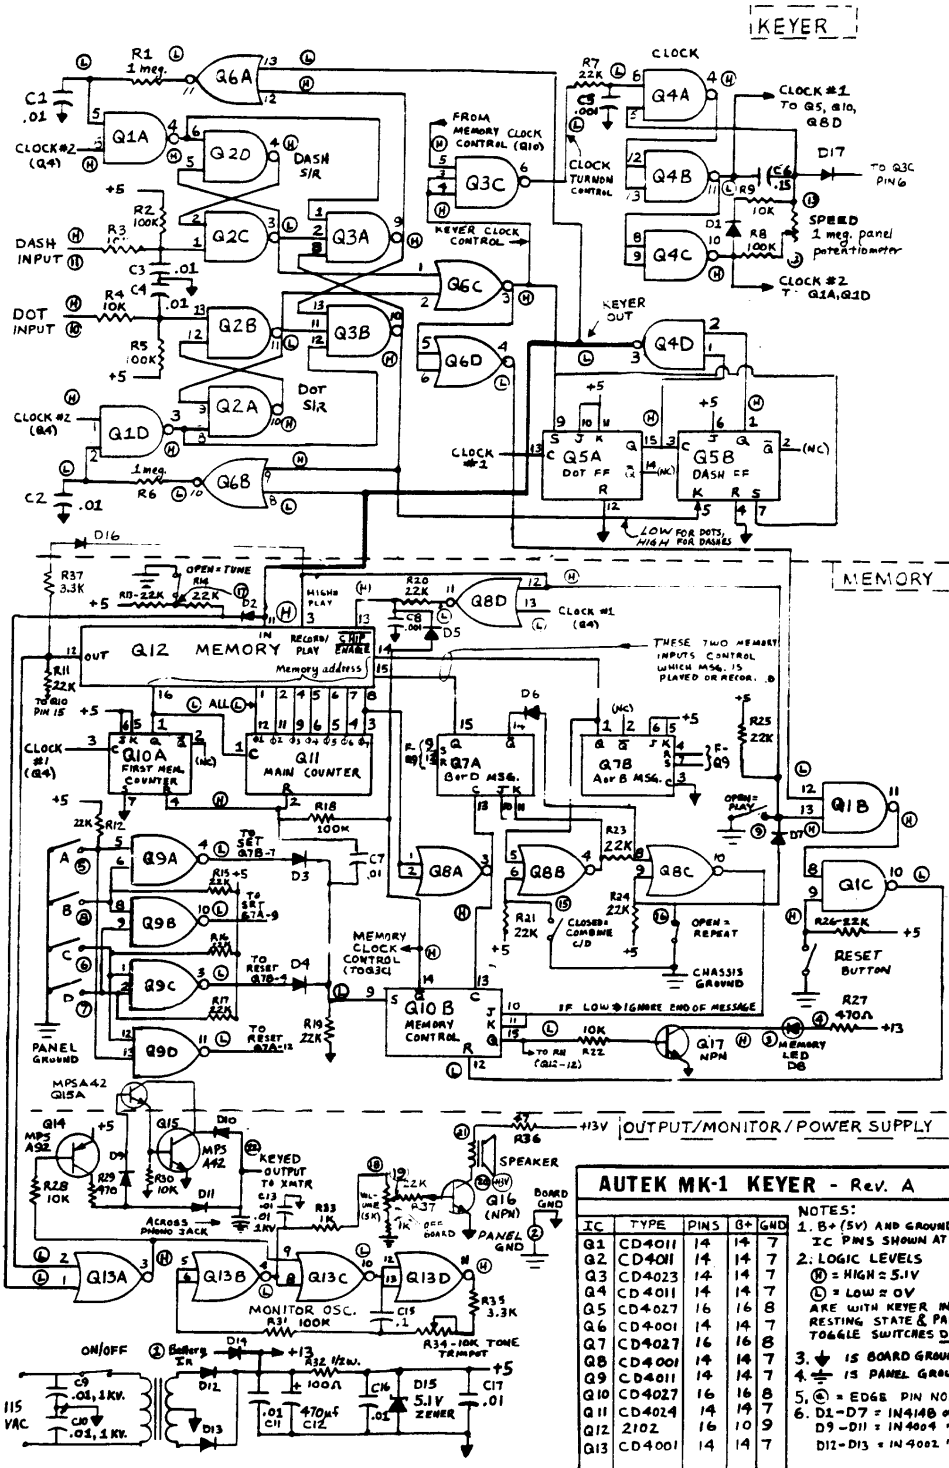 KEYER
R1
1 meg.
C1
.01
Q6A
Q1A
CLOCK#2
(Q4)
Q2D
DASH
S/R
+5
R2
100K
DASH
INPUT
R3
Q2C
Q3A
C3
.01
C4
.01
R4
10K
DOT
INPUT
Q2B
Q3B
R5
100K
+5
Q2A
DOT
S/R
CLOCK#2
(Q4)
Q1D
1 meg.
R6
Q6B
C2
.01
FROM
MEMORY CLOCK
CONTROL (Q10)
Q3C
KEYER CLOCK
CONTROL
Q6C
Q6D
CLOCK
R7
22K
C5
.001
Q4A
CLOCK
TURNON
CONTROL
Q4B
Q4C
CLOCK #1
TO Q5, Q10,
Q8D
D17
TO Q3C
PIN 6
C6
.15
R9
10K
D1
R8
100K
SPEED
1 meg. panel
potentiometer
CLOCK #2
Q1A, Q1D
KEYER
OUT
Q4D
CLOCK
#1
Q5A
DOT FF
(NC)
Q5B
DASH FF
(NC)
LOW FOR DOTS,
HIGH FOR DASHES
D16
MEMORY
R37
3.3K
OPEN=TUNE
R13-22K
R14
22K
D2
HIGH=
PLAY
R20
22K
C8
.001
D5
Q8D
CLOCK #1
(Q4)
Q12 MEMORY
OUT
IN
RECORD/
PLAY
CHIP
ENABLE
Memory address
R11
22K
TO Q10
PIN 15
ALL
THESE TWO MEMORY
INPUTS CONTROL
WHICH MSG. IS
PLAYED OR RECOR. D
CLOCK
#1
(Q4)
Q10A
FIRST MEM.
COUNTER
(NC)
Q11
MAIN COUNTER
Q7A
B or D MSG.
D6
Q7B
A or B MSG.
(NC)
R25
22K
OPEN=
PLAY
D7
Q1B
Q1C
R26-22K
+5
RESET
BUTTON
R12
22K
R18
100K
C7
.01
Q8A
Q8B
R23
22K
Q8C
R24
22K
R21
22K
CLOSED=
COMBINE
C/D
OPEN=
REPEAT
CHASSIS
GROUND
A
B
C
D
Q9A
Q9B
Q9C
Q9D
TO
SET
Q7B-7
D3
R15
22K
+5
TO
SET
Q7A-9
R16
22K
TO
RESET
Q7B-4
D4
R17
22K
TO
RESET
Q7A-12
R19
22K
PANEL
GROUND
MEMORY
CLOCK
CONTROL
(TO Q3C)
Q10B
MEMORY
CONTROL
IF LOW IGNORE END OF MESSAGE
TO R11
(Q12-12)
10K
R22
Q17
NPN
MEMORY
LED
D8
R27
470Ω
+13
OUTPUT/MONITOR/POWER SUPPLY
MPSA42
Q15A
Q14
MPS
A92
+5
Q15
MPS
A42
D10
D9
R28
10K
R29
470
R30
10K
D11
KEYED
OUTPUT
TO XMTR
ACROSS
PHONO JACK
C13
.01
1KV
R33
1K
VOLUME
(5K)
22K
R37
1K
OFF
BOARD
Q16
(NPN)
SPEAKER
47
R36
+13V
PANEL
GND
BOARD
GND
Q13A
Q13B
Q13C
Q13D
MONITOR OSC.
R31
100K
C15
.1
R34-10K TONE
TRIMPOT
R35
3.3K
ON/OFF
Battery
In
115
VAC
C9
.01, 1KV.
C10
.01, 1KV.
D14
+13
D12
D13
R32 1/2w.
100Ω
.01
C11
470µf
C12
C16
.01
D15
5.1V
ZENER
C17
.01
+5
AUTEK MK-1 KEYER - Rev. A
IC TYPE PINS B+ GND
Q1 CD4011 14 14 7
Q2 CD4011 14 14 7
Q3 CD4023 14 14 7
Q4 CD4011 14 14 7
Q5 CD4027 16 16 8
Q6 CD4001 14 14 7
Q7 CD4027 16 16 8
Q8 CD4001 14 14 7
Q9 CD4011 14 14 7
Q10 CD4027 16 16 8
Q11 CD4024 14 14 7
Q12 2102 16 10 9
Q13 CD4001 14 14 7
NOTES:
1. B+ (5V) AND GROUND
IC PINS SHOWN AT
2. LOGIC LEVELS
H = HIGH = 5.1V
L = LOW = 0V
ARE WITH KEYER IN
RESTING STATE & PA
TOGGLE SWITCHES
3. IS BOARD GROUN
4. IS PANEL GROU
5. = EDGE PIN NO
6. D1-D7 = IN4148
D9-D11 = IN4004
D12-D13 = IN4002